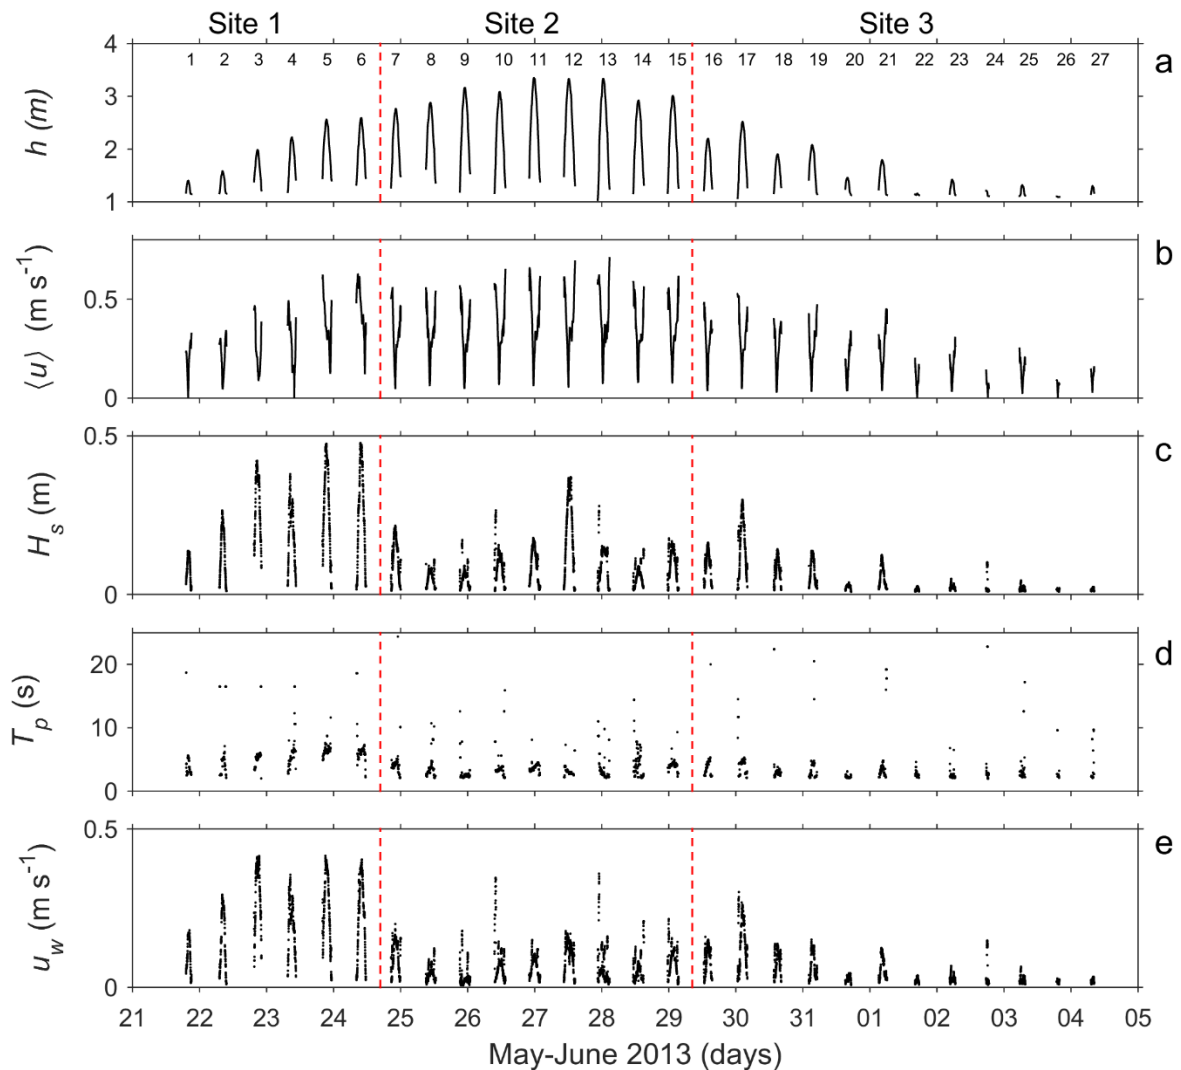 Site 1 Site 2 Site 3
4 3 2 1
h (m)
1 2 3 4 5 6 7 8 9 10 11 12 13 14 15 16 17 18 19 20 21 22 23 24 25 26 27
a
0.5 0
⟨u⟩ (m s⁻¹)
b
0.5 0
H_s (m)
c
20 10 0
T_p (s)
d
0.5 0
u_w (m s⁻¹)
e
21 22 23 24 25 26 27 28 29 30 31 01 02 03 04 05
May-June 2013 (days)